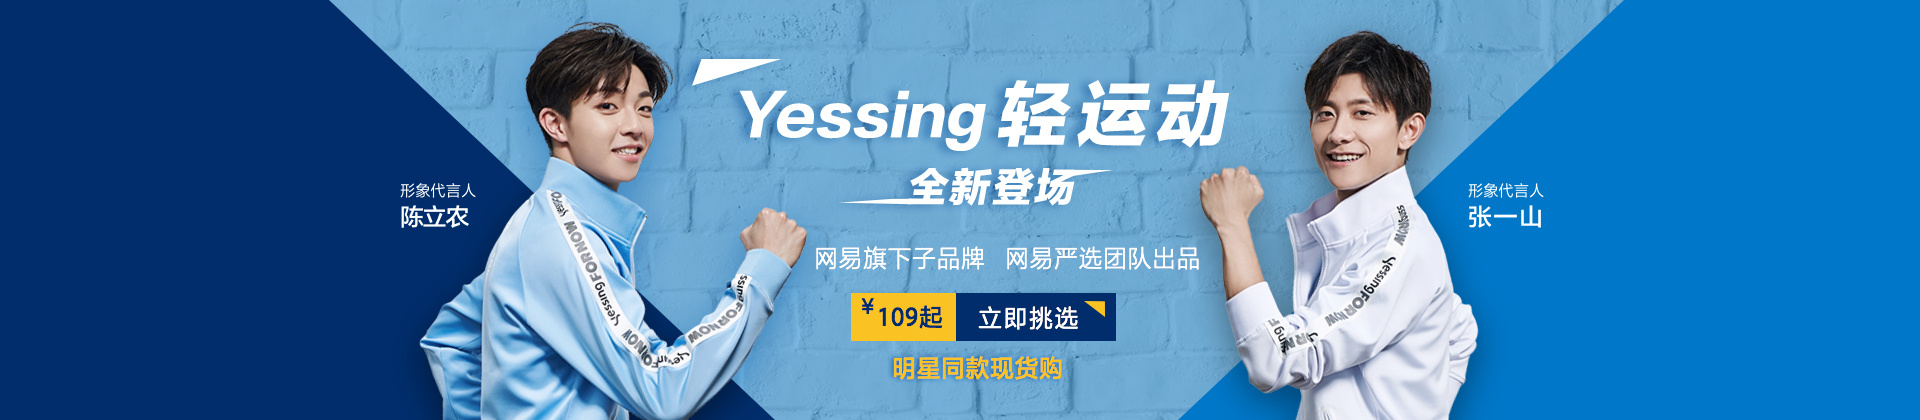 Yessing 轻运动
全新登场
形象代言人
陈立农
形象代言人
张一山
网易旗下子品牌 网易严选团队出品
¥109起 立即挑选
明星同款现货购
YessingFORNOW
YessingFORNOW